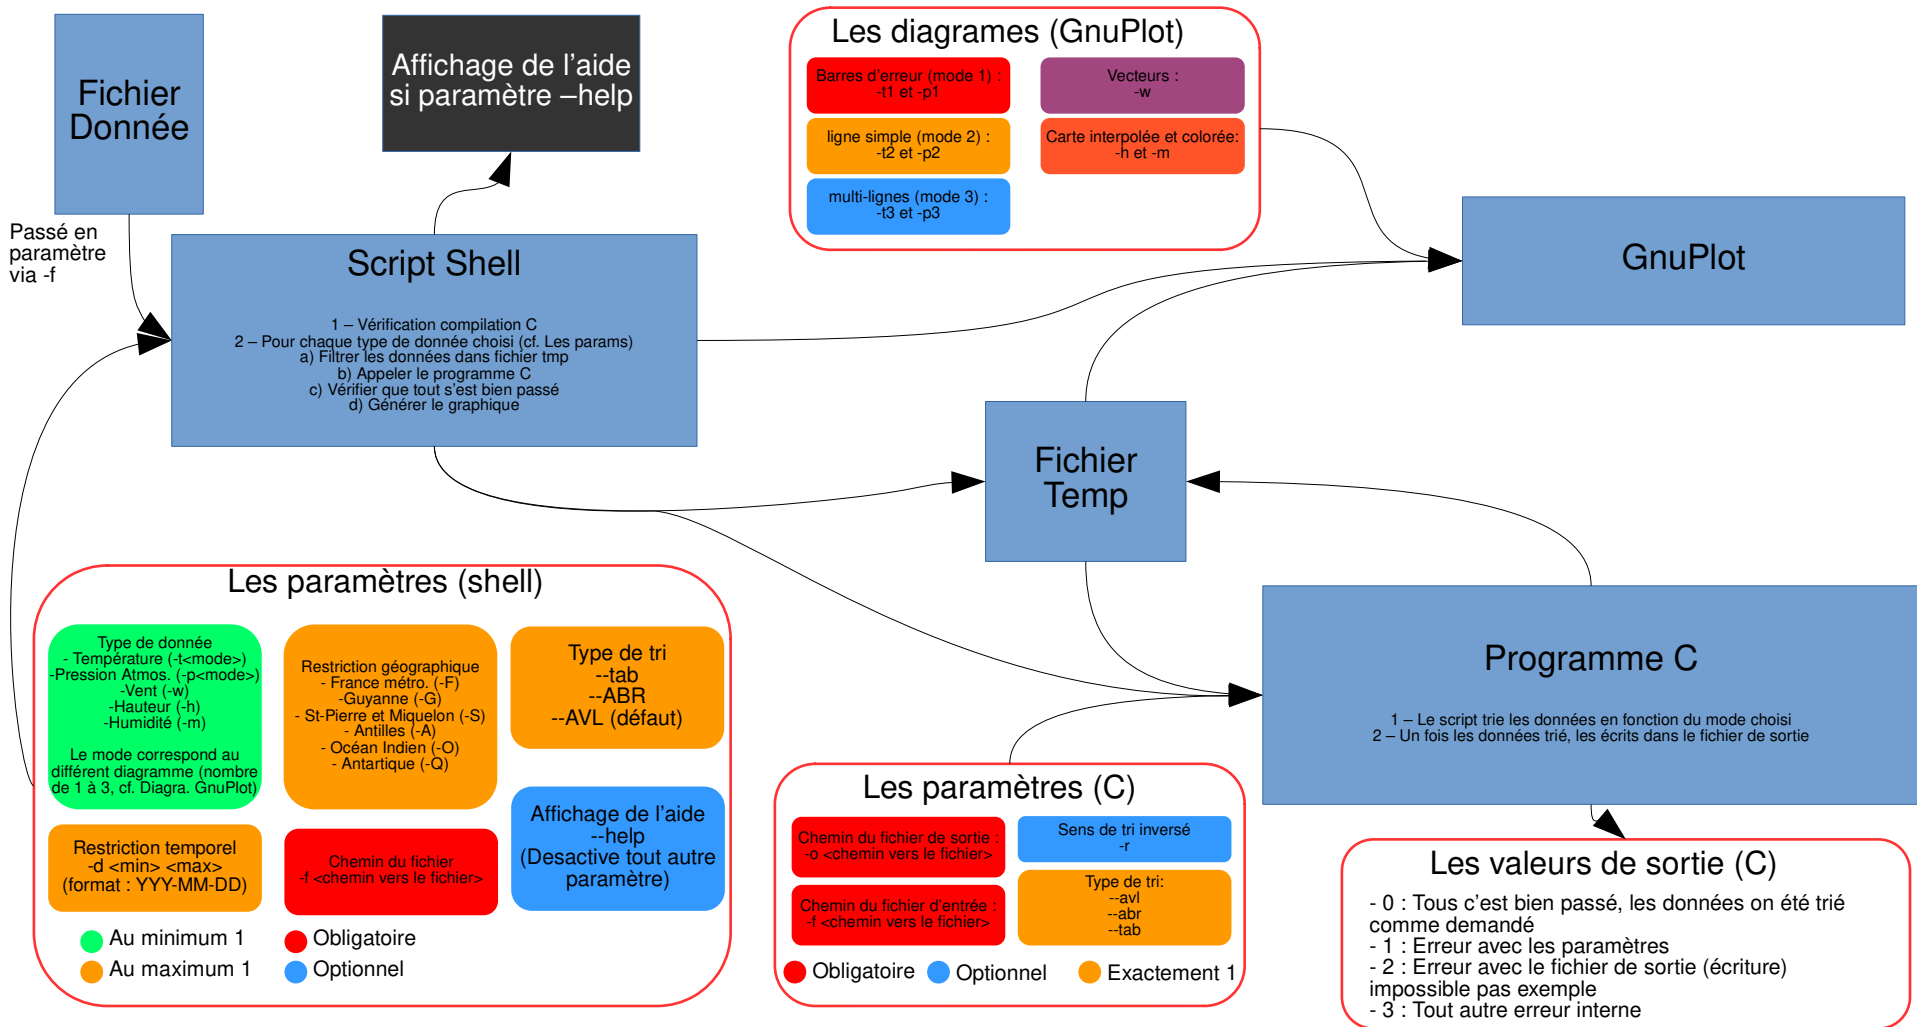 Fichier
Donnée
Passé en
paramètre
via -f
Affichage de l'aide
si paramètre –help
Les diagrames (GnuPlot)
Barres d'erreur (mode 1) :
-t1 et -p1
ligne simple (mode 2) :
-t2 et -p2
multi-lignes (mode 3) :
-t3 et -p3
Vecteurs :
-w
Carte interpolée et colorée:
-h et -m
GnuPlot
Script Shell
1 – Vérification compilation C
2 – Pour chaque type de donnée choisi (cf. Les params)
a) Filtrer les données dans fichier tmp
b) Appeler le programme C
c) Vérifier que tout s'est bien passé
d) Générer le graphique
Fichier
Temp
Programme C
1 – Le script trie les données en fonction du mode choisi
2 – Un fois les données trié, les écrits dans le fichier de sortie
Les paramètres (shell)
Type de donnée
- Température (-t<mode>)
-Pression Atmos. (-p<mode>)
-Vent (-w)
-Hauteur (-h)
-Humidité (-m)
Le mode correspond au
différent diagramme (nombre
de 1 à 3, cf. Diagra. GnuPlot)
Restriction géographique
- France métro. (-F)
-Guyanne (-G)
- St-Pierre et Miquelon (-S)
- Antilles (-A)
- Océan Indien (-O)
- Antartique (-Q)
Type de tri
--tab
--ABR
--AVL (défaut)
Restriction temporel
-d <min> <max>
(format : YYY-MM-DD)
Chemin du fichier
-f <chemin vers le fichier>
Affichage de l'aide
--help
(Desactive tout autre
paramètre)
Au minimum 1
Obligatoire
Au maximum 1
Optionnel
Les paramètres (C)
Chemin du fichier de sortie :
-o <chemin vers le fichier>
Sens de tri inversé
-r
Chemin du fichier d'entrée :
-f <chemin vers le fichier>
Type de tri:
--avl
--abr
--tab
Obligatoire
Optionnel
Exactement 1
Les valeurs de sortie (C)
- 0 : Tous c'est bien passé, les données on été trié
comme demandé
- 1 : Erreur avec les paramètres
- 2 : Erreur avec le fichier de sortie (écriture)
impossible pas exemple
- 3 : Tout autre erreur interne